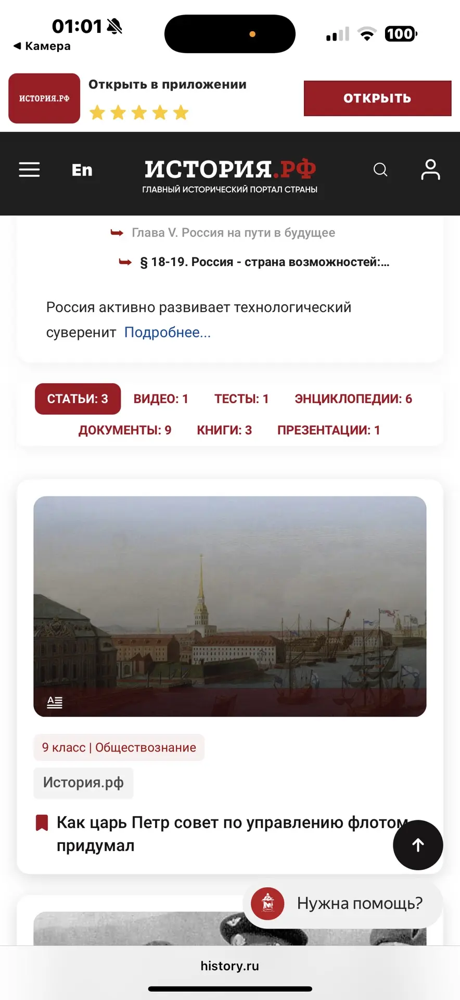 01:01
100
◀ Камера
ИСТОРИЯ.РФ
Открыть в приложении
ОТКРЫТЬ
En
ИСТОРИЯ.РФ
ГЛАВНЫЙ ИСТОРИЧЕСКИЙ ПОРТАЛ СТРАНЫ
Глава V. Россия на пути в будущее
§ 18-19. Россия - страна возможностей:...
Россия активно развивает технологический
суверенит Подробнее...
СТАТЬИ: 3 ВИДЕО: 1 ТЕСТЫ: 1 ЭНЦИКЛОПЕДИИ: 6
ДОКУМЕНТЫ: 9 КНИГИ: 3 ПРЕЗЕНТАЦИИ: 1
9 класс | Обществознание
История.рф
Как царь Петр совет по управлению флотом
придумал
Нужна помощь?
history.ru